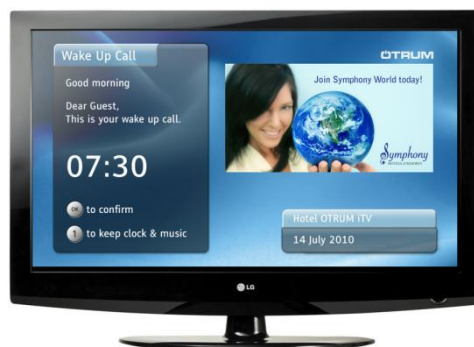 Wake Up Call
OTRUM
Good morning
Dear Guest,
This is your wake up call.
07:30
OK to confirm
1 to keep clock & music
Join Symphony World today!
Symphony
Hotel OTRUM iTV
14 July 2010
LG